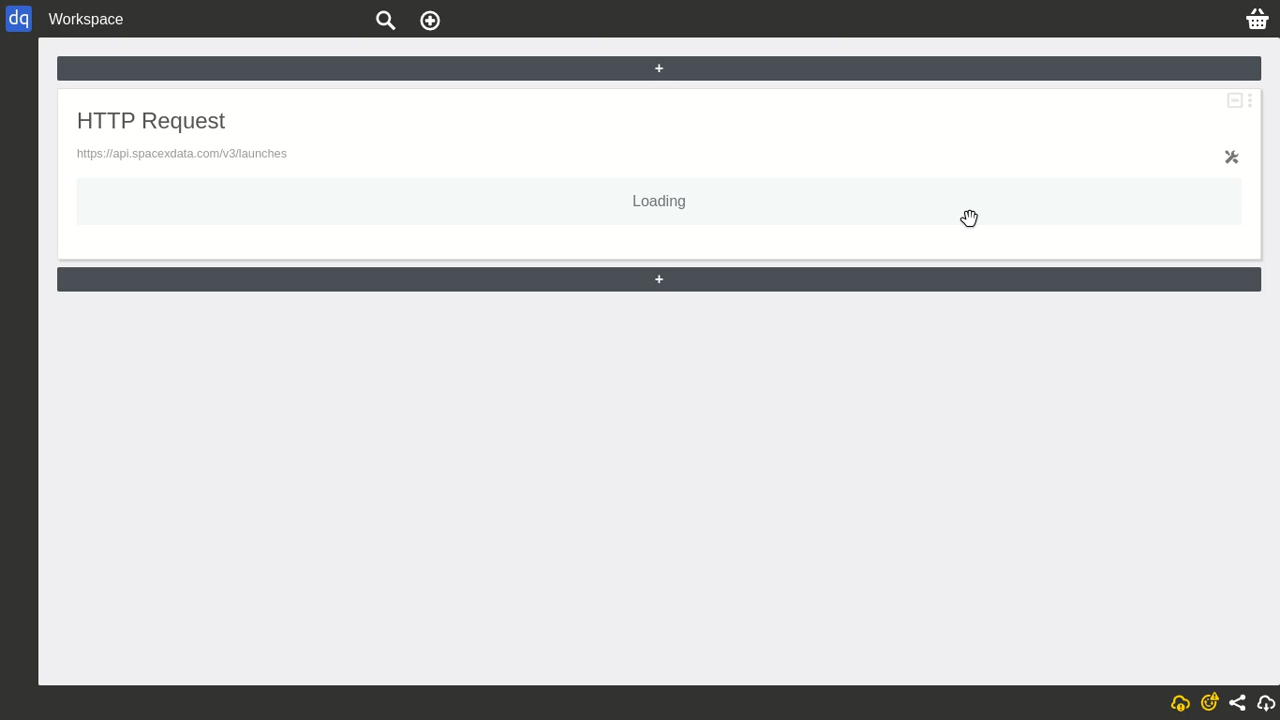 dq Workspace
+
HTTP Request
https://api.spacexdata.com/v3/launches
Loading
+